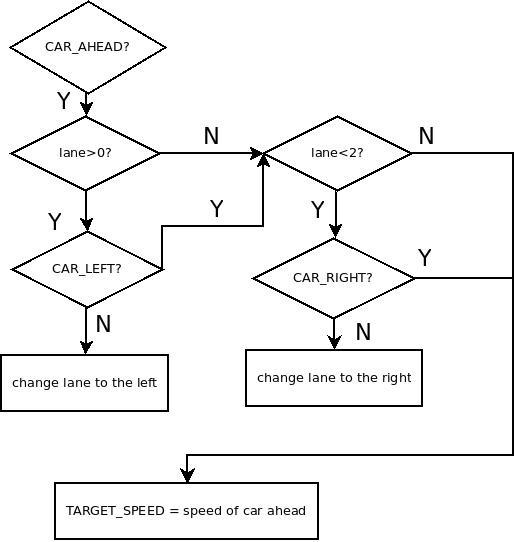 CAR_AHEAD?
Y
lane>0?
N
lane<2?
N
Y
CAR_LEFT?
Y
Y
CAR_RIGHT?
Y
N
change lane to the left
N
change lane to the right
TARGET_SPEED = speed of car ahead